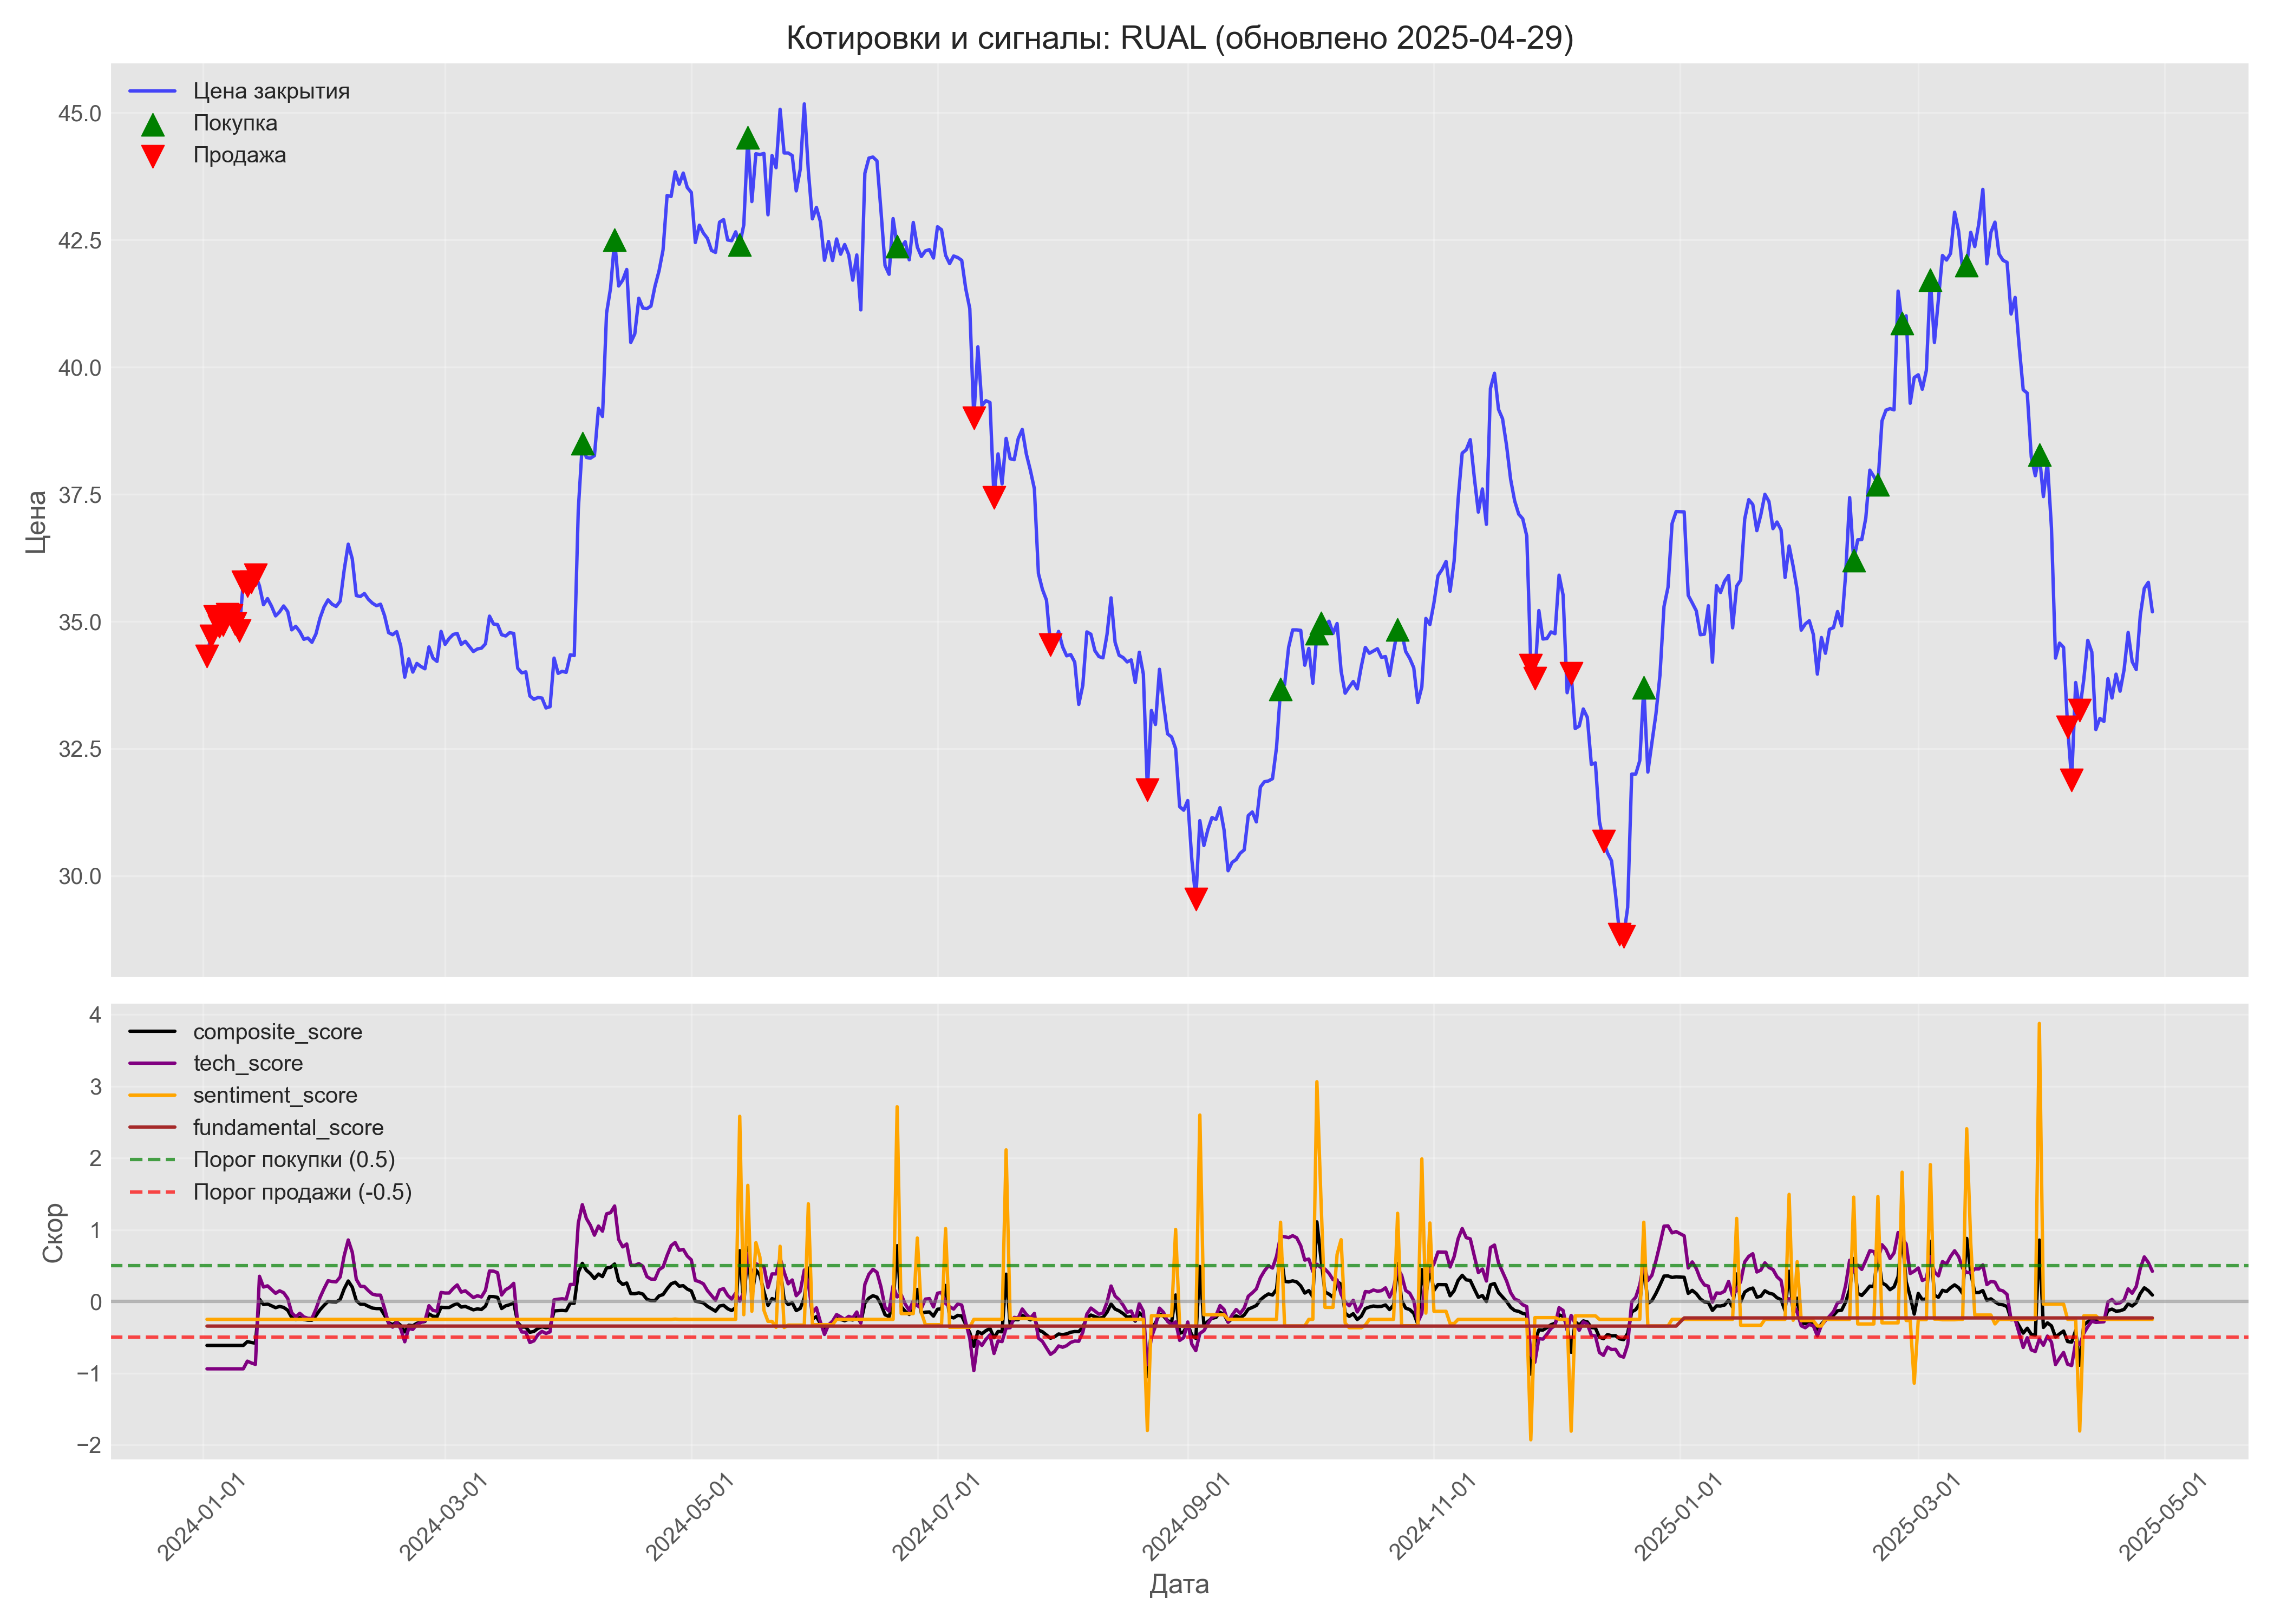 Котировки и сигналы: RUAL (обновлено 2025-04-29)
Цена закрытия
Покупка
Продажа
45.0
42.5
40.0
37.5
35.0
32.5
30.0
Цена
composite_score
tech_score
sentiment_score
fundamental_score
Порог покупки (0.5)
Порог продажи (-0.5)
4
3
2
1
0
−1
−2
Скор
2024-01-01
2024-03-01
2024-05-01
2024-07-01
2024-09-01
2024-11-01
2025-01-01
2025-03-01
2025-05-01
Дата